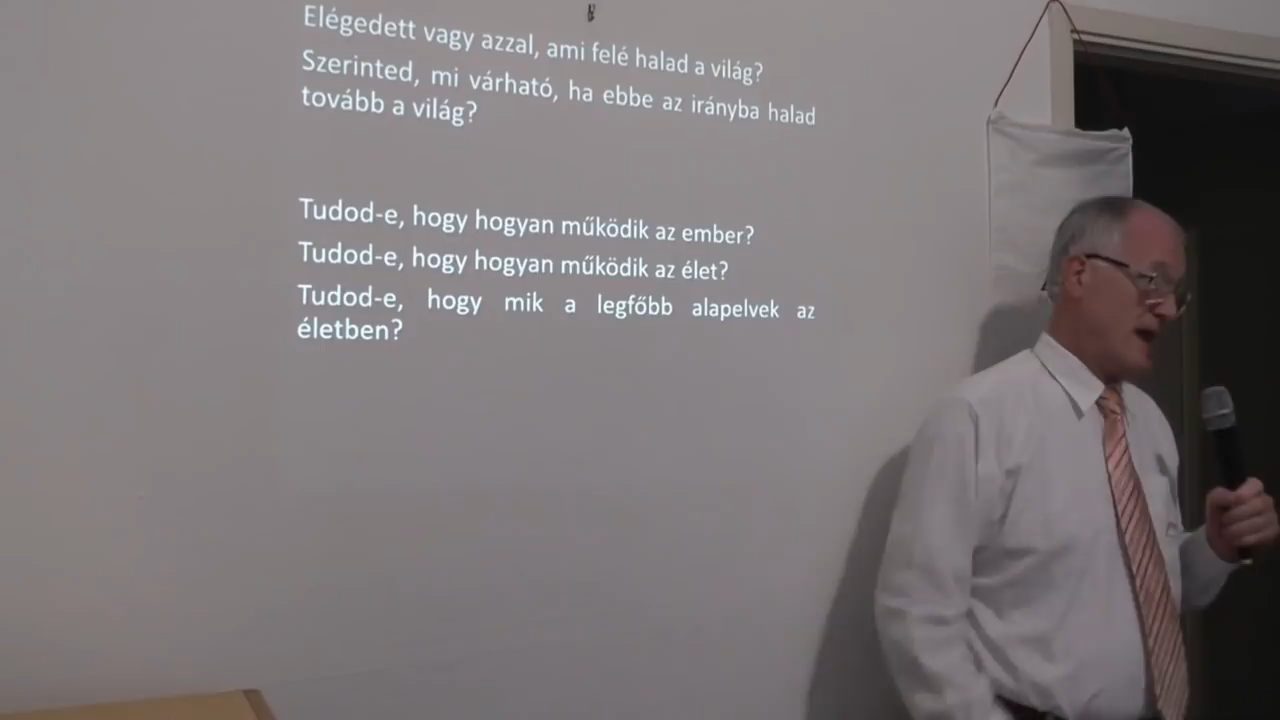 Elégedett vagy azzal, ami felé halad a világ?
Szerinted, mi várható, ha ebbe az irányba halad
tovább a világ?
Tudod-e, hogy hogyan működik az ember?
Tudod-e, hogy hogyan működik az élet?
Tudod-e, hogy mik a legfőbb alapelvek az
életben?